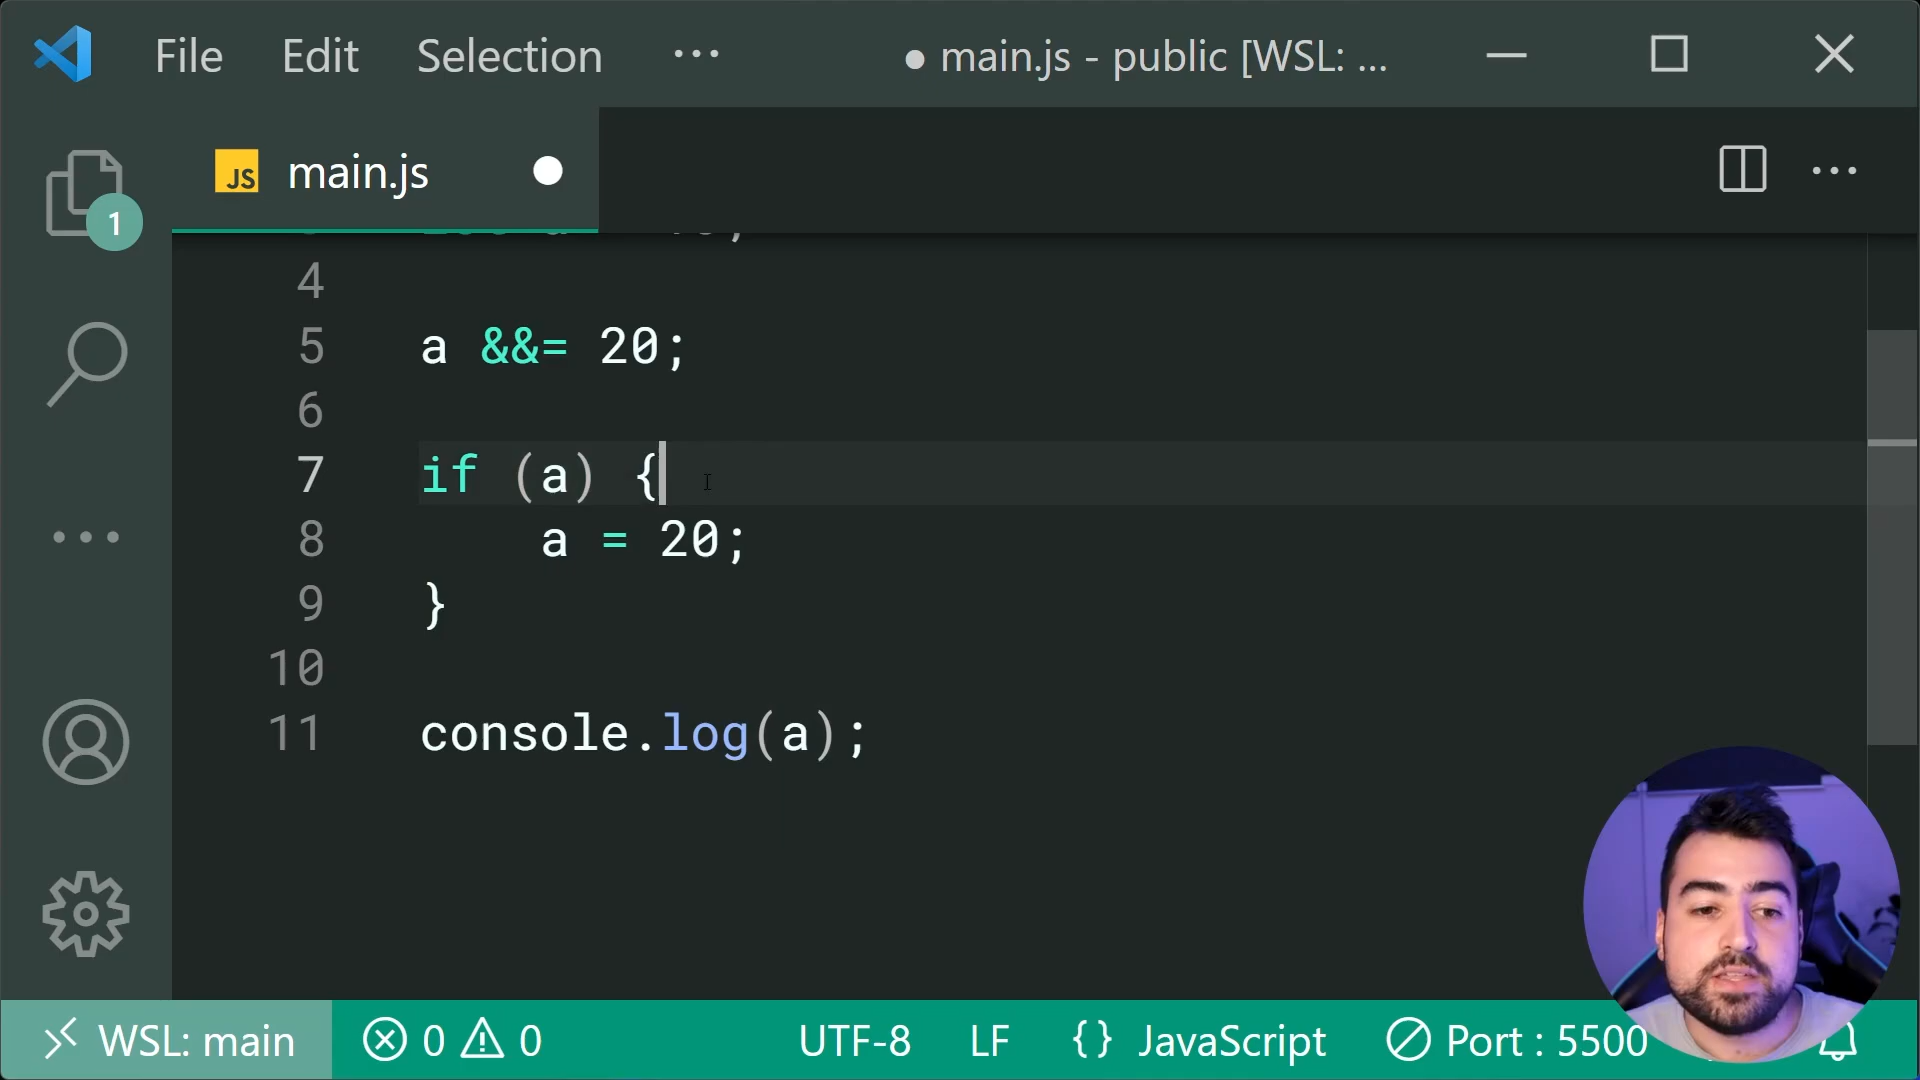 File Edit Selection ··· ● main.js - public [WSL: ...
JS main.js
1
4
5 a &&= 20;
6
7 if (a) {
8 a = 20;
9 }
10
11 console.log(a);
WSL: main 0 0 UTF-8 LF {} JavaScript Port : 5500